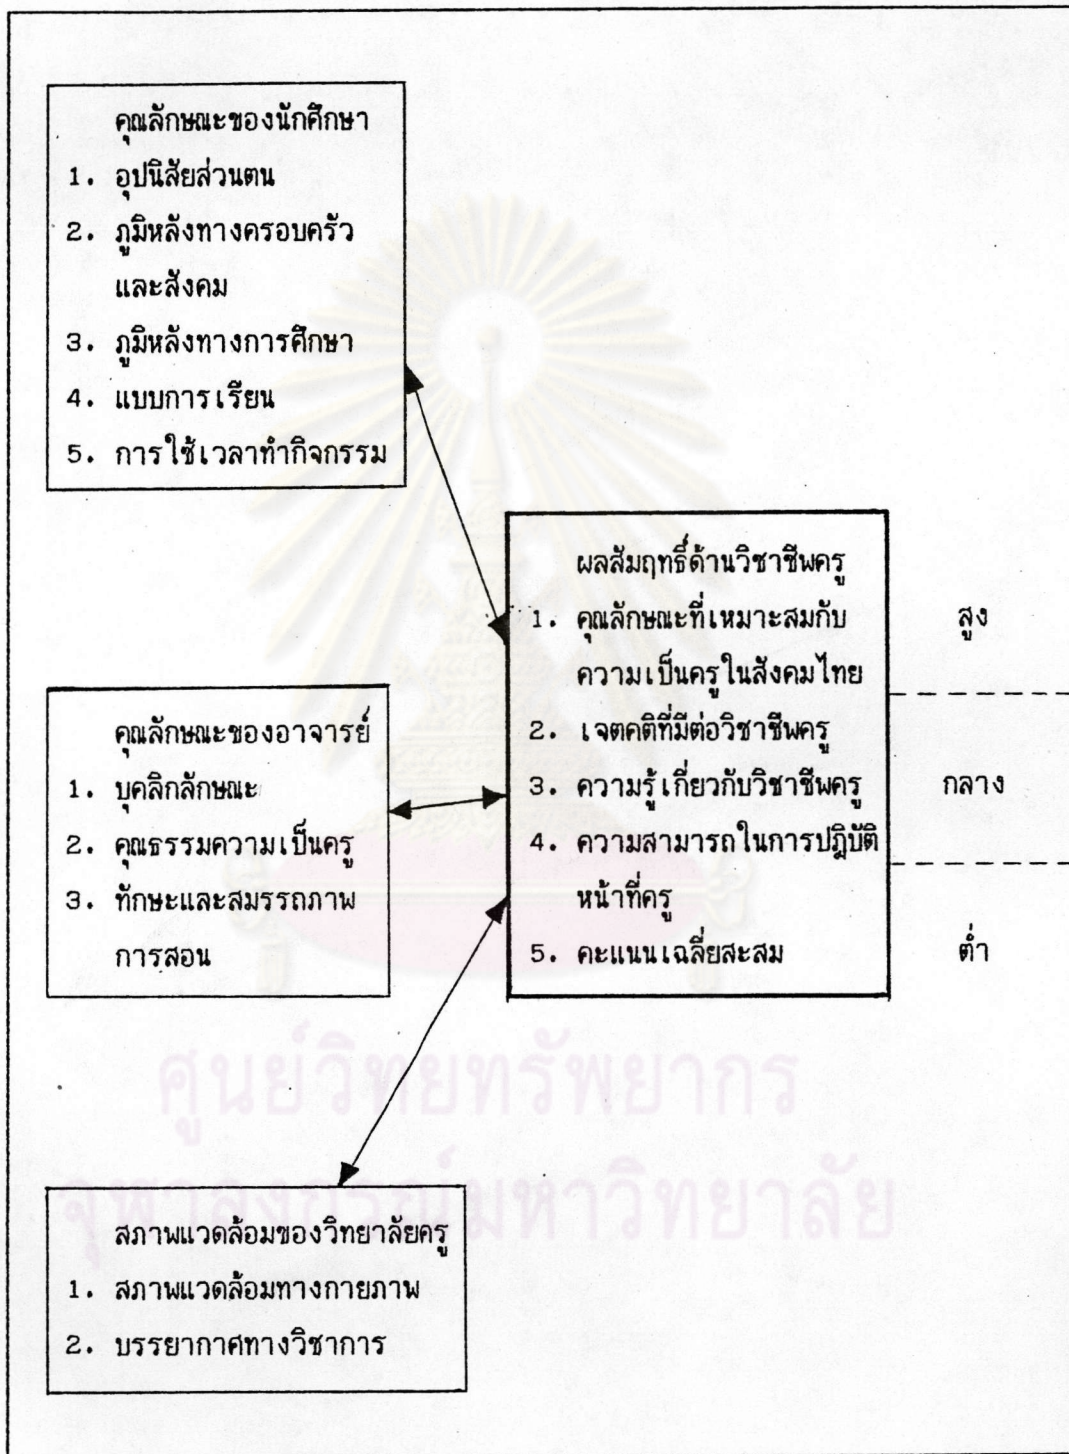 คุณลักษณะของนักศึกษา
1. อุปนิสัยส่วนตน
2. ภูมิหลังทางครอบครัว
และสังคม
3. ภูมิหลังทางการศึกษา
4. แบบการเรียน
5. การใช้เวลาทำกิจกรรม
ผลสัมฤทธิ์ด้านวิชาชีพครู
1. คุณลักษณะที่เหมาะสมกับ
ความเป็นครูในสังคมไทย
2. เจตคติที่มีต่อวิชาชีพครู
3. ความรู้เกี่ยวกับวิชาชีพครู
4. ความสามารถในการปฎิบัติ
หน้าที่ครู
5. คะแนนเฉลี่ยสะสม
สูง
กลาง
ต่ำ
คุณลักษณะของอาจารย์
1. บุคลิกลักษณะ
2. คุณธรรมความเป็นครู
3. ทักษะและสมรรถภาพ
การสอน
ศูนย์วิทยทรัพยากร
จุฬาลงกรณ์มหาวิทยาลัย
สภาพแวดล้อมของวิทยาลัยครู
1. สภาพแวดล้อมทางกายภาพ
2. บรรยากาศทางวิชาการ